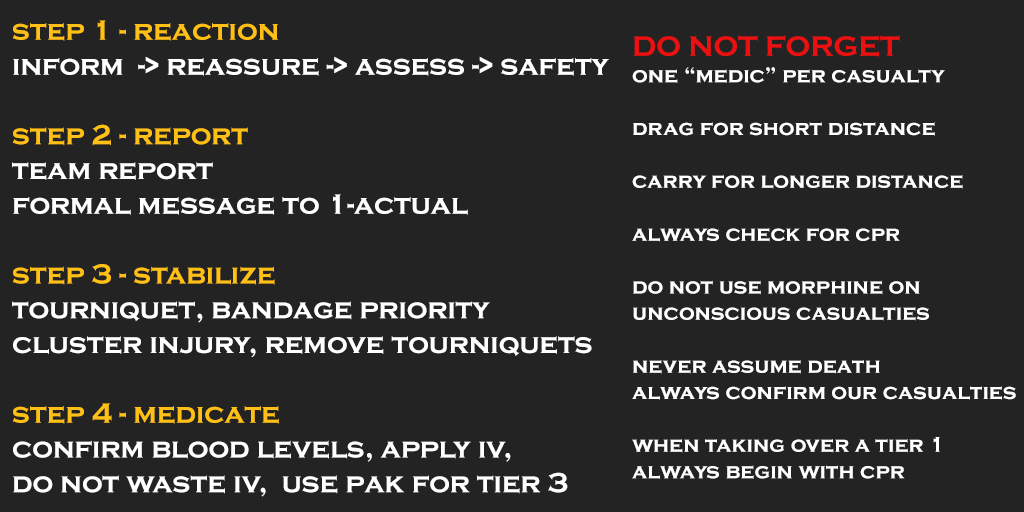 STEP 1 - REACTION
INFORM -> REASSURE -> ASSESS -> SAFETY
STEP 2 - REPORT
TEAM REPORT
FORMAL MESSAGE TO 1-ACTUAL
STEP 3 - STABILIZE
TOURNIQUET, BANDAGE PRIORITY
CLUSTER INJURY, REMOVE TOURNIQUETS
STEP 4 - MEDICATE
CONFIRM BLOOD LEVELS, APPLY IV,
DO NOT WASTE IV, USE PAK FOR TIER 3
DO NOT FORGET
ONE “MEDIC” PER CASUALTY
DRAG FOR SHORT DISTANCE
CARRY FOR LONGER DISTANCE
ALWAYS CHECK FOR CPR
DO NOT USE MORPHINE ON
UNCONSCIOUS CASUALTIES
NEVER ASSUME DEATH
ALWAYS CONFIRM OUR CASUALTIES
WHEN TAKING OVER A TIER 1
ALWAYS BEGIN WITH CPR